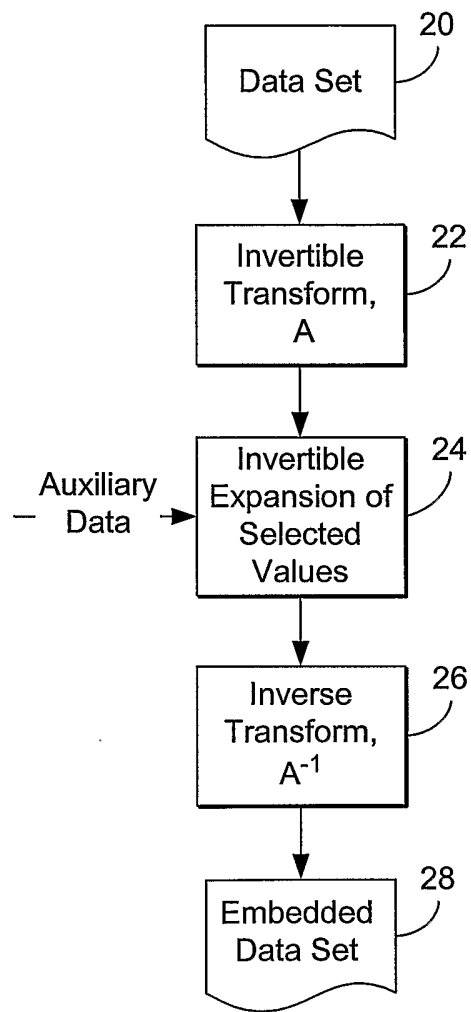 20
Data Set
22
Invertible
Transform,
A
24
Auxiliary
Data
Invertible
Expansion of
Selected
Values
26
Inverse
Transform,
A⁻¹
28
Embedded
Data Set